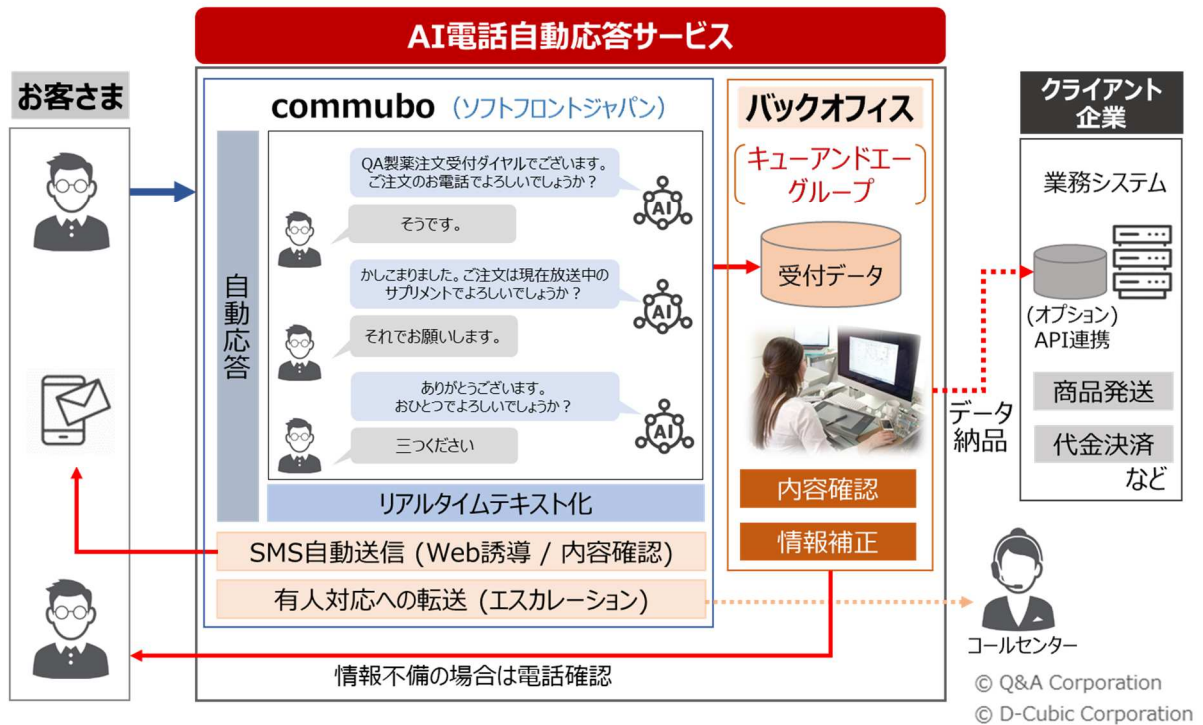 AI電話自動応答サービス
お客さま
commubo（ソフトフロントジャパン）
自動応答
QA製薬注文受付ダイヤルでございます。
ご注文のお電話でよろしいでしょうか？
AI
そうです。
かしこまりました。ご注文は現在放送中の
サプリメントでよろしいでしょうか？
AI
それでお願いします。
ありがとうございます。
おひとつでよろしいでしょうか？
AI
三つください
リアルタイムテキスト化
SMS自動送信 (Web誘導 / 内容確認)
有人対応への転送 (エスカレーション)
バックオフィス
キューアンドエー
グループ
受付データ
内容確認
情報補正
情報不備の場合は電話確認
データ
納品
クライアント
企業
業務システム
(オプション)
API連携
商品発送
代金決済
など
コールセンター
© Q&A Corporation
© D-Cubic Corporation